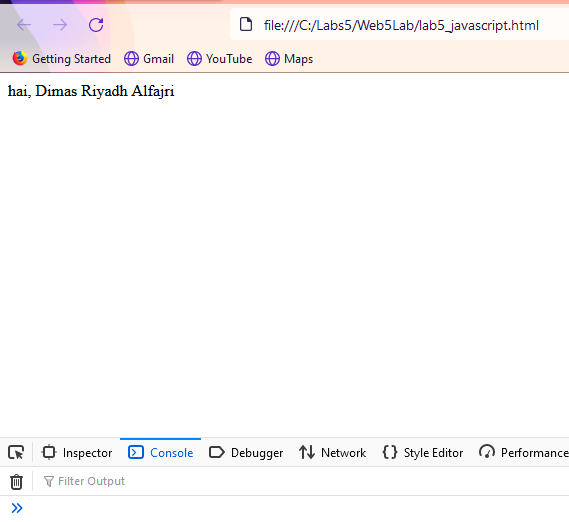 file:///C:/Labs5/Web5Lab/lab5_javascript.html
Getting Started Gmail YouTube Maps
hai, Dimas Riyadh Alfajri
Inspector Console Debugger Network Style Editor Performance
Filter Output